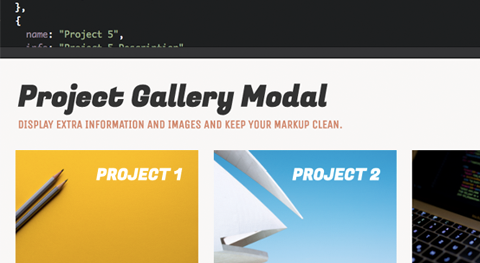 },
{
name: "Project 5",
info: "Project 5 Description"
Project Gallery Modal
DISPLAY EXTRA INFORMATION AND IMAGES AND KEEP YOUR MARKUP CLEAN.
PROJECT 1
PROJECT 2